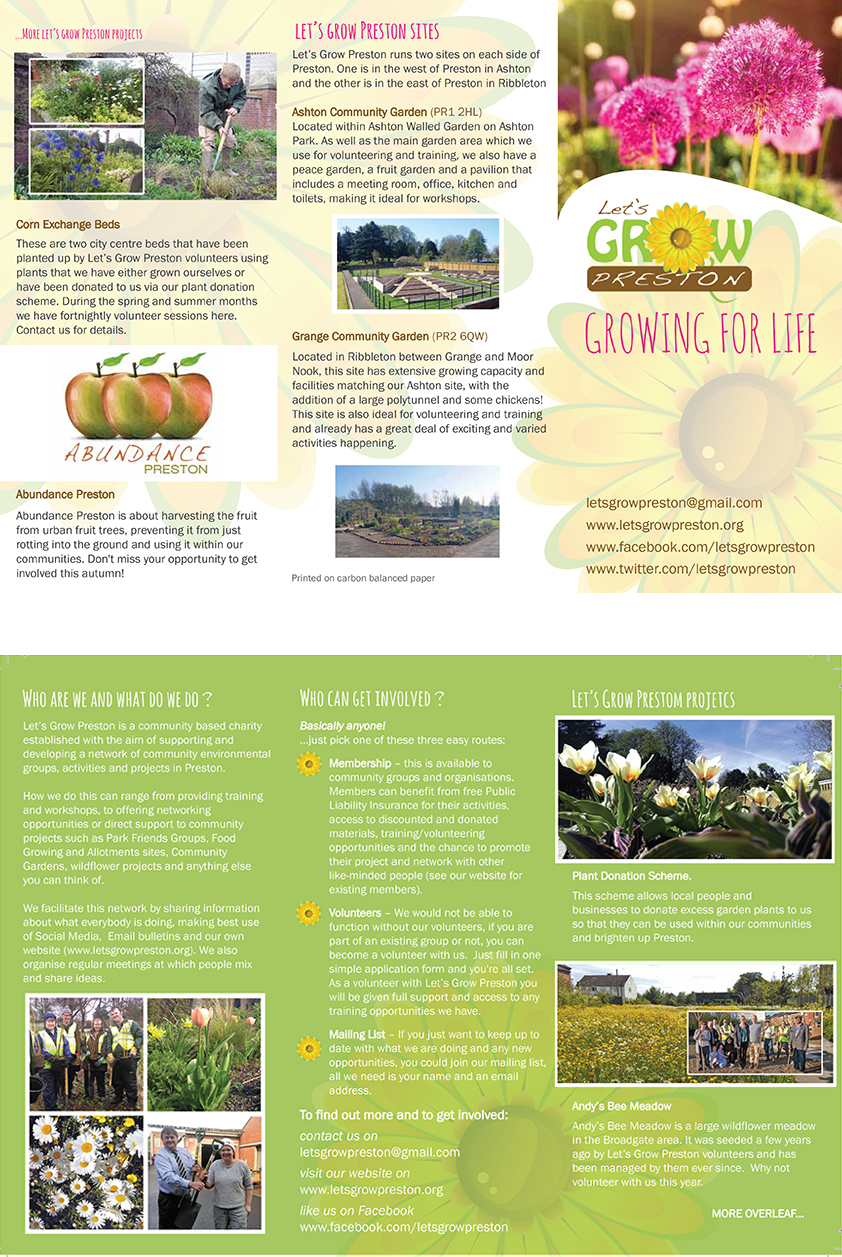 ...More let's grow Preston projects
Corn Exchange Beds
These are two city centre beds that have been
planted up by Let's Grow Preston volunteers using
plants that we have either grown ourselves or
have been donated to us via our plant donation
scheme. During the spring and summer months
we have fortnightly volunteer sessions here.
Contact us for details.
ABUNDANCE
PRESTON
Abundance Preston
Abundance Preston is about harvesting the fruit
from urban fruit trees, preventing it from just
rotting into the ground and using it within our
communities. Don't miss your opportunity to get
involved this autumn!
Let's grow Preston sites
Let's Grow Preston runs two sites on each side of
Preston. One is in the west of Preston in Ashton
and the other is in the east of Preston in Ribbleton
Ashton Community Garden (PR1 2HL)
Located within Ashton Walled Garden on Ashton
Park. As well as the main garden area which we
use for volunteering and training, we also have a
peace garden, a fruit garden and a pavilion that
includes a meeting room, office, kitchen and
toilets, making it ideal for workshops.
Grange Community Garden (PR2 6QW)
Located in Ribbleton between Grange and Moor
Nook, this site has extensive growing capacity and
facilities matching our Ashton site, with the
addition of a large polytunnel and some chickens!
This site is also ideal for volunteering and training
and already has a great deal of exciting and varied
activities happening.
Printed on carbon balanced paper
Let's
GROW
PRESTON
GROWING FOR LIFE
letsgrowpreston@gmail.com
www.letsgrowpreston.org
www.facebook.com/letsgrowpreston
www.twitter.com/letsgrowpreston
Who are we and what do we do ?
Let's Grow Preston is a community based charity
established with the aim of supporting and
developing a network of community environmental
groups, activities and projects in Preston.
How we do this can range from providing training
and workshops, to offering networking
opportunities or direct support to community
projects such as Park Friends Groups, Food
Growing and Allotments sites, Community
Gardens, wildflower projects and anything else
you can think of.
We facilitate this network by sharing information
about what everybody is doing, making best use
of Social Media, Email bulletins and our own
website (www.letsgrowpreston.org). We also
organise regular meetings at which people mix
and share ideas.
Who can get involved ?
Basically anyone!
...just pick one of these three easy routes:
Membership – this is available to
community groups and organisations.
Members can benefit from free Public
Liability Insurance for their activities,
access to discounted and donated
materials, training/volunteering
opportunities and the chance to promote
their project and network with other
like-minded people (see our website for
existing members).
Volunteers – We would not be able to
function without our volunteers, if you are
part of an existing group or not, you can
become a volunteer with us. Just fill in one
simple application form and you're all set.
As a volunteer with Let's Grow Preston you
will be given full support and access to any
training opportunities we have.
Mailing List – If you just want to keep up to
date with what we are doing and any new
opportunities, you could join our mailing list,
all we need is your name and an email
address.
To find out more and to get involved:
contact us on
letsgrowpreston@gmail.com
visit our website on
www.letsgrowpreston.org
like us on Facebook
www.facebook.com/letsgrowpreston
Let's Grow Prestom projetcs
Plant Donation Scheme.
This scheme allows local people and
businesses to donate excess garden plants to us
so that they can be used within our communities
and brighten up Preston.
Andy's Bee Meadow
Andy's Bee Meadow is a large wildflower meadow
in the Broadgate area. It was seeded a few years
ago by Let's Grow Preston volunteers and has
been managed by them ever since. Why not
volunteer with us this year.
MORE OVERLEAF...